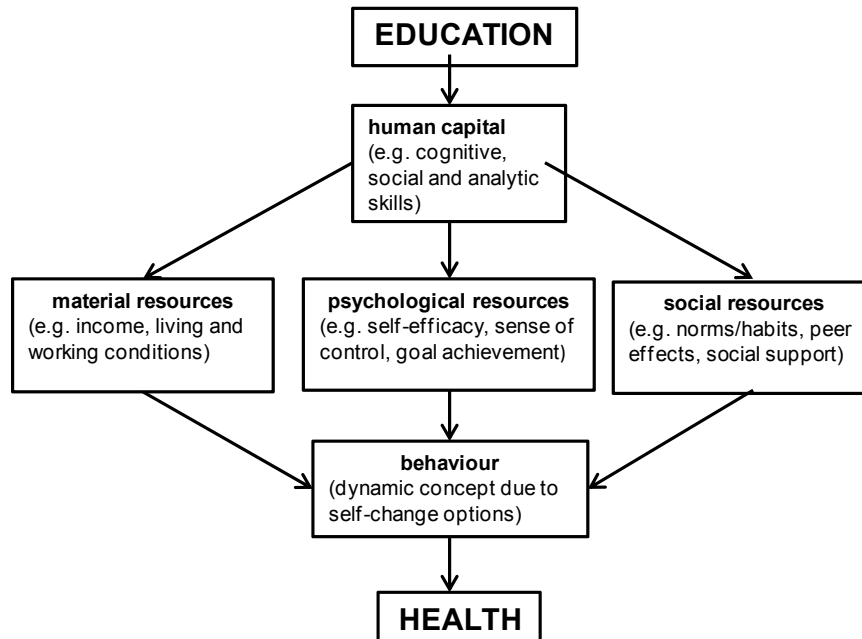 EDUCATION
human capital
(e.g. cognitive,
social and analytic
skills)
material resources
(e.g. income, living and
working conditions)
psychological resources
(e.g. self-efficacy, sense of
control, goal achievement)
social resources
(e.g. norms/habits, peer
effects, social support)
behaviour
(dynamic concept due to
self-change options)
HEALTH